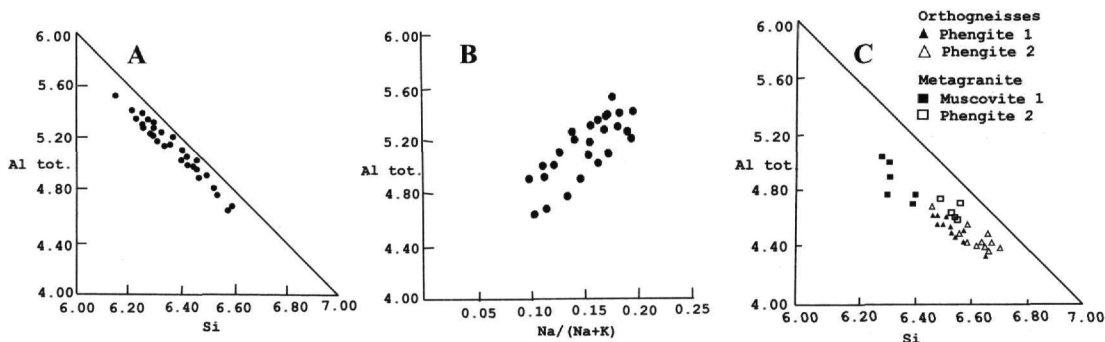 A
6.00
5.60
5.20
Al tot.
4.80
4.40
4.00
6.00 6.20 6.40 6.60 7.00
Si
B
6.00
5.60
5.20
Al tot.
4.80
4.40
4.00
0.05 0.10 0.15 0.20 0.25
Na/(Na+K)
C
Orthogneisses
Phengite 1
Phengite 2
Metagranite
Muscovite 1
Phengite 2
6.00
5.60
5.20
Al tot.
4.80
4.40
4.00
6.00 6.20 6.40 6.60 7.00
Si